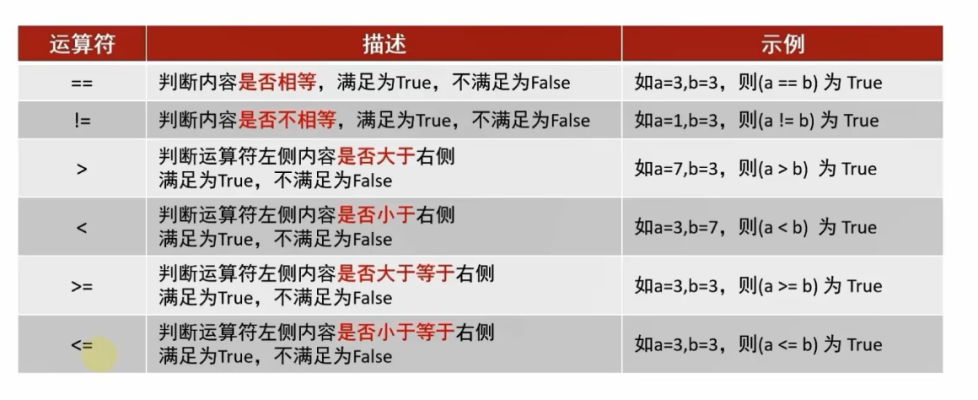 运算符 描述 示例
== 判断内容是否相等，满足为True，不满足为False 如a=3,b=3，则(a == b) 为 True
!= 判断内容是否不相等，满足为True，不满足为False 如a=1,b=3，则(a != b) 为 True
> 判断运算符左侧内容是否大于右侧
满足为True，不满足为False 如a=7,b=3，则(a > b) 为 True
< 判断运算符左侧内容是否小于右侧
满足为True，不满足为False 如a=3,b=7，则(a < b) 为 True
>= 判断运算符左侧内容是否大于等于右侧
满足为True，不满足为False 如a=3,b=3，则(a >= b) 为 True
<= 判断运算符左侧内容是否小于等于右侧
满足为True，不满足为False 如a=3,b=3，则(a <= b) 为 True